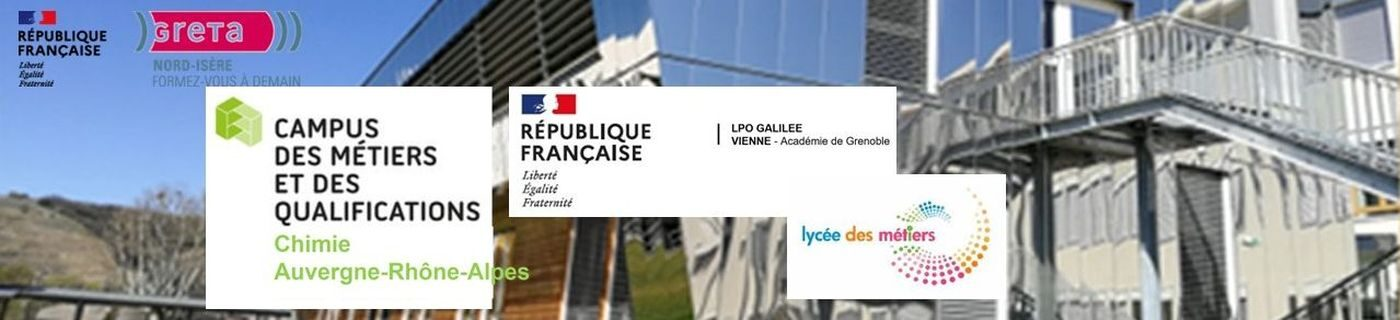 RÉPUBLIQUE
FRANÇAISE
Liberté
Égalité
Fraternité
GRETA
NORD-ISÈRE
FORMEZ-VOUS À DEMAIN
CAMPUS
DES MÉTIERS
ET DES
QUALIFICATIONS
Chimie
Auvergne-Rhône-Alpes
RÉPUBLIQUE
FRANÇAISE
Liberté
Égalité
Fraternité
LPO GALILEE
VIENNE - Académie de Grenoble
lycée des métiers